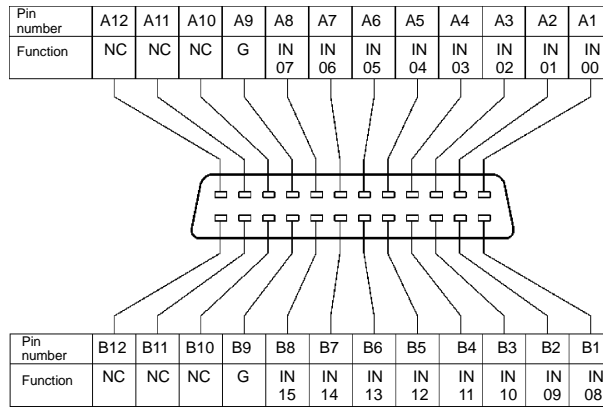 Pin number A12 A11 A10 A9 A8 A7 A6 A5 A4 A3 A2 A1
Function NC NC NC G IN 07 IN 06 IN 05 IN 04 IN 03 IN 02 IN 01 IN 00
Pin number B12 B11 B10 B9 B8 B7 B6 B5 B4 B3 B2 B1
Function NC NC NC G IN 15 IN 14 IN 13 IN 12 IN 11 IN 10 IN 09 IN 08